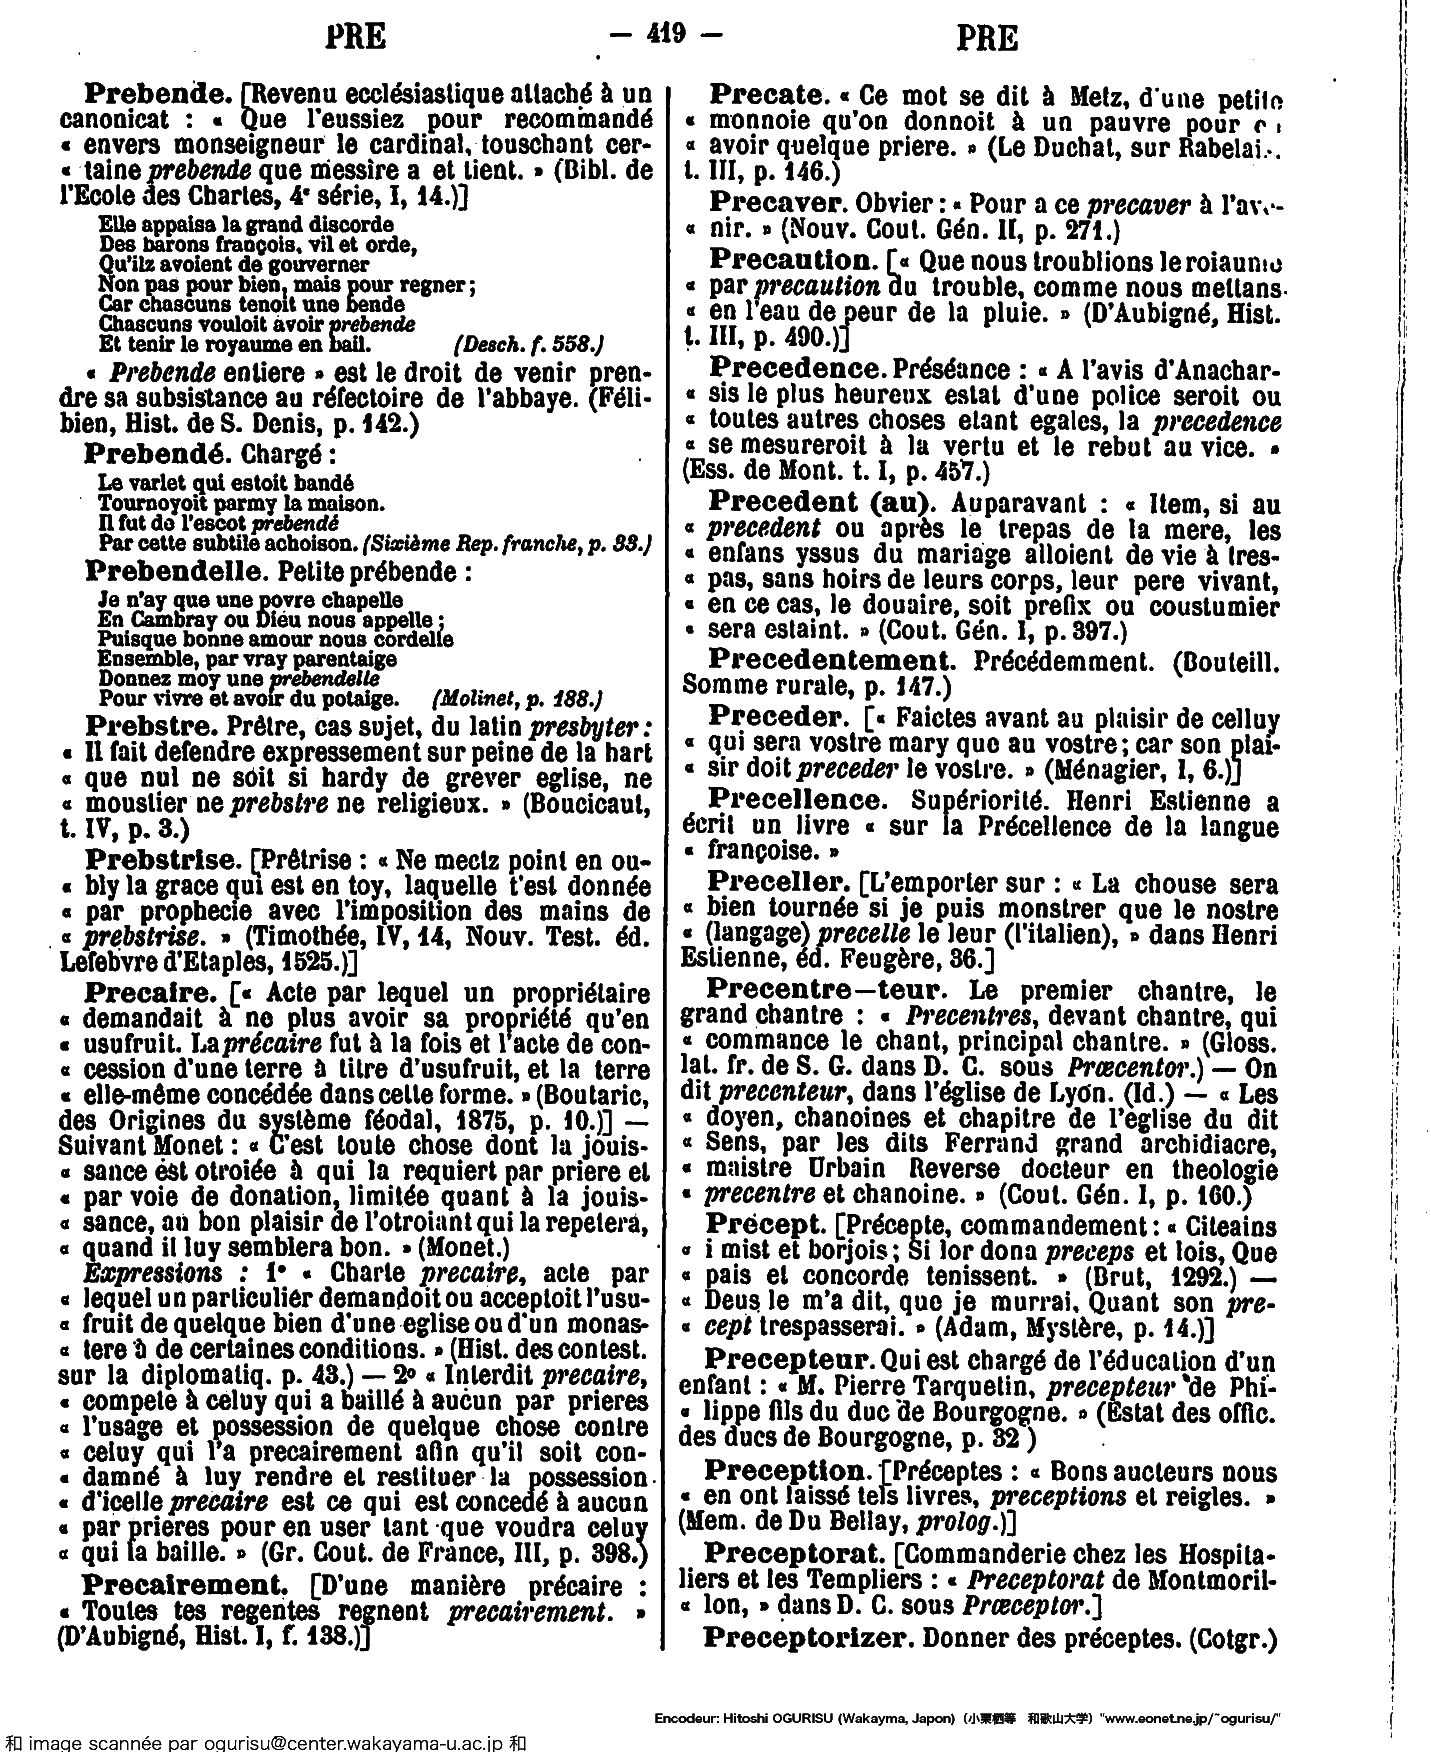 PRE
— 419 —
PRE
Prebende. [Revenu ecclésiastique attaché à un
canonicat : « Que l'eussiez pour recommandé
« envers monseigneur le cardinal, touschant cer-
« taine prebende que messire a et tient. » (Bibl. de
l'Ecole des Chartes, 4e série, I, 14.)]
Elle appaisa la grand discorde
Des barons françois, vil et orde,
Qu'ilz avoient de gouverner
Non pas pour bien, mais pour regner ;
Car chascuns tenoit une bende
Chascuns vouloit avoir prebende
Et tenir le royaume en bail. (Desch. f. 558.)
« Prebende entiere » est le droit de venir pren-
dre sa subsistance au réfectoire de l'abbaye. (Féli-
bien, Hist. de S. Denis, p. 142.)
Prebendé. Chargé :
Le varlet qui estoit bandé
Tournoyoit parmy la maison.
Il fut de l'escot prebendé
Par cette subtile achoison. (Sixième Rep. franche, p. 33.)
Prebendelle. Petite prébende :
Je n'ay que une povre chapelle
En Cambray ou Dieu nous appelle ;
Puisque bonne amour nous cordelle
Ensemble, par vray parentaige
Donnez moy une prebendelle
Pour vivre et avoir du potaige. (Molinet, p. 188.)
Prebstre. Prêtre, cas sujet, du latin presbyter :
« Il fait defendre expressement sur peine de la hart
« que nul ne soit si hardy de grever eglise, ne
« moustier ne prebstre ne religieux. » (Boucicaut,
t. IV, p. 3.)
Prebstrise. [Prêtrise : « Ne mectz point en ou-
« bly la grace qui est en toy, laquelle t'est donnée
« par prophecie avec l'imposition des mains de
« prebstrise. » (Timothée, IV, 14, Nouv. Test. éd.
Lefebvre d'Etaples, 1525.)]
Precaire. [« Acte par lequel un propriétaire
« demandait à ne plus avoir sa propriété qu'en
« usufruit. La précaire fut à la fois et l'acte de con-
« cession d'une terre à titre d'usufruit, et la terre
« elle-même concédée dans cette forme. » (Boutaric,
des Origines du système féodal, 1875, p. 10.)] —
Suivant Monet : « C'est toute chose dont la jouis-
« sance est otroiée à qui la requiert par priere et
« par voie de donation, limitée quant à la jouis-
« sance, au bon plaisir de l'otroiant qui la repetera,
« quand il luy semblera bon. » (Monet.)
Expressions : 1° « Charte precaire, acte par
« lequel un particulier demandoit ou acceptoit l'usu-
« fruit de quelque bien d'une eglise ou d'un monas-
« tere à de certaines conditions. » (Hist. des contest.
sur la diplomatiq. p. 43.) — 2° « Interdit precaire,
« compete à celuy qui a baillé à aucun par prieres
« l'usage et possession de quelque chose contre
« celuy qui l'a precairement afin qu'il soit con-
« damné à luy rendre et restituer la possession
« d'icelle precaire est ce qui est concedé à aucun
« par prieres pour en user tant que voudra celuy
« qui la baille. » (Gr. Cout. de France, III, p. 398.)
Precairement. [D'une manière précaire :
« Toutes tes regentes regnent precairement. »
(D'Aubigné, Hist. I, f. 138.)]
Precate. « Ce mot se dit à Metz, d'une petite
« monnoie qu'on donnoit à un pauvre pour
« avoir quelque priere. » (Le Duchat, sur Rabelais.
t. III, p. 146.)
Precaver. Obvier : « Pour a ce precaver à l'ave-
« nir. » (Nouv. Cout. Gén. II, p. 271.)
Precaution. [« Que nous troublions le roiaume
« par precaution du trouble, comme nous mettans
« en l'eau de peur de la pluie. » (D'Aubigné, Hist.
t. III, p. 490.)]
Precedence. Préséance : « A l'avis d'Anachar-
« sis le plus heureux estat d'une police seroit ou
« toutes autres choses etant egales, la precedence
« se mesureroit à la vertu et le rebut au vice. »
(Ess. de Mont. t. I, p. 457.)
Precedent (au). Auparavant : « Item, si au
« precedent ou après le trepas de la mere, les
« enfans yssus du mariage alloient de vie à tres-
« pas, sans hoirs de leurs corps, leur pere vivant,
« en ce cas, le douaire, soit prefix ou coustumier
« sera estaint. » (Cout. Gén. I, p. 397.)
Precedentement. Précédemment. (Bouteill.
Somme rurale, p. 147.)
Preceder. [« Faictes avant au plaisir de celluy
« qui sera vostre mary que au vostre ; car son plai-
« sir doit preceder le vostre. » (Ménagier, I, 6.)]
Precellence. Supériorité. Henri Estienne a
écrit un livre « sur la Précellence de la langue
« françoise. »
Preceller. [L'emporter sur : « La chouse sera
« bien tournée si je puis monstrer que le nostre
« (langage) precelle le leur (l'italien), » dans Henri
Estienne, éd. Feugère, 36.]
Precentre—teur. Le premier chantre, le
grand chantre : « Precentres, devant chantre, qui
« commance le chant, principal chantre. » (Gloss.
lat. fr. de S. G. dans D. C. sous Præcentor.) — On
dit precenteur, dans l'église de Lyon. (Id.) — « Les
« doyen, chanoines et chapitre de l'eglise du dit
« Sens, par les dits Ferrand grand archidiacre,
« maistre Urbain Reverse docteur en theologie
« precentre et chanoine. » (Cout. Gén. I, p. 160.)
Precept. [Précepte, commandement : « Citeains
« i mist et borjois ; Si lor dona preceps et lois, Que
« pais et concorde tenissent. » (Brut, 1292.) —
« Deus le m'a dit, que je murrai, Quant son pre-
« cept trespasserai. » (Adam, Mystère, p. 14.)]
Precepteur. Qui est chargé de l'éducation d'un
enfant : « M. Pierre Tarquetin, precepteur de Phi-
« lippe fils du duc de Bourgogne. » (Estat des offic.
des ducs de Bourgogne, p. 32 )
Preception. [Préceptes : « Bons aucteurs nous
« en ont laissé tels livres, preceptions et reigles. »
(Mem. de Du Bellay, prolog.)]
Preceptorat. [Commanderie chez les Hospita-
liers et les Templiers : « Preceptorat de Montmoril-
« lon, » dans D. C. sous Præceptor.]
Preceptorizer. Donner des préceptes. (Cotgr.)
Encodeur: Hitoshi OGURISU (Wakayma, Japon) (小栗栖等 和歌山大学) "www.eonet.ne.jp/~ogurisu/"
和 image scannée par ogurisu@center.wakayama-u.ac.jp 和